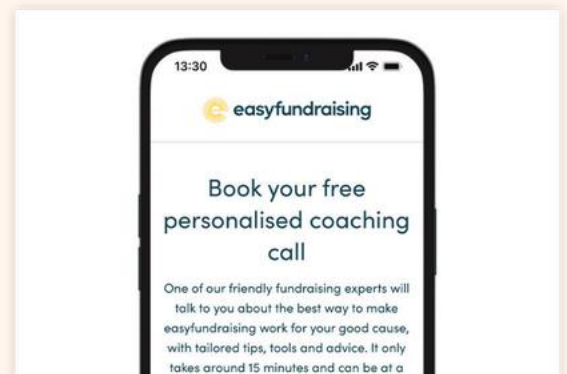 13:30
easyfundraising
Book your free
personalised coaching
call
One of our friendly fundraising experts will
talk to you about the best way to make
easyfundraising work for your good cause,
with tailored tips, tools and advice. It only
takes around 15 minutes and can be at a